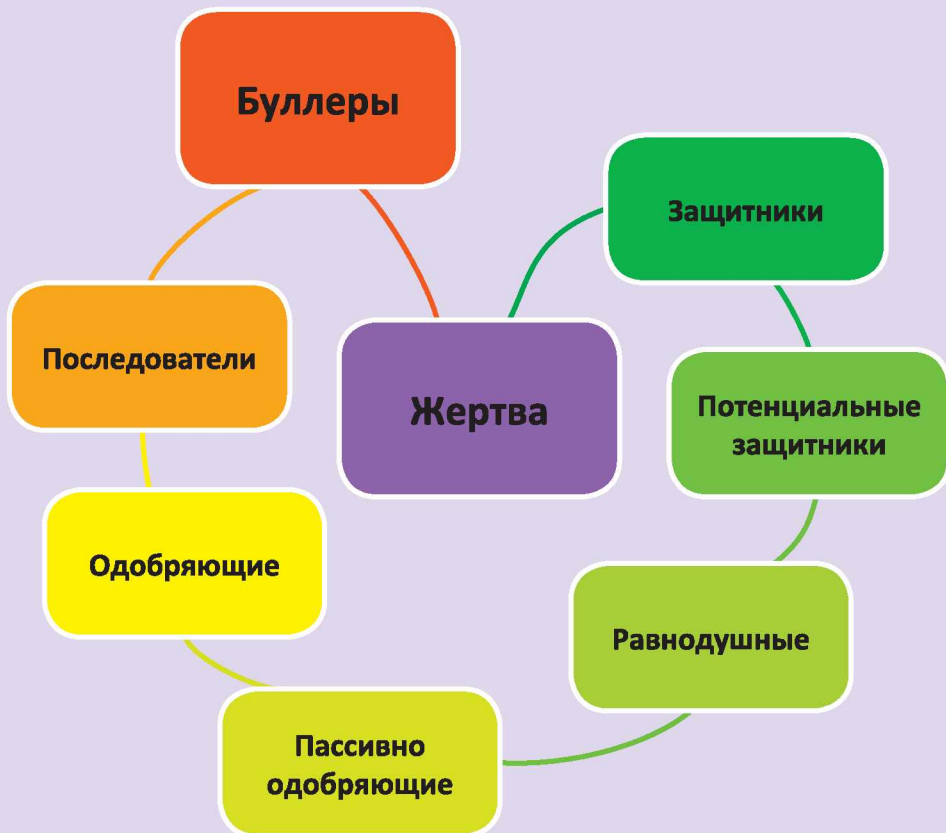 Буллеры
Защитники
Последователи
Жертва
Потенциальные
защитники
Одобряющие
Равнодушные
Пассивно
одобряющие